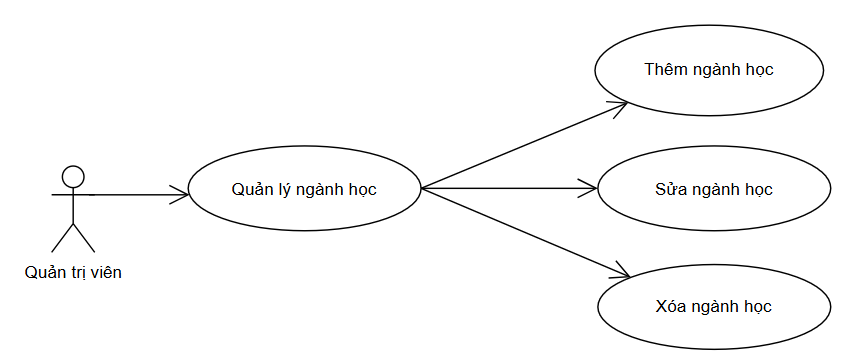 Thêm ngành học
Quản lý ngành học
Sửa ngành học
Quản trị viên
Xóa ngành học